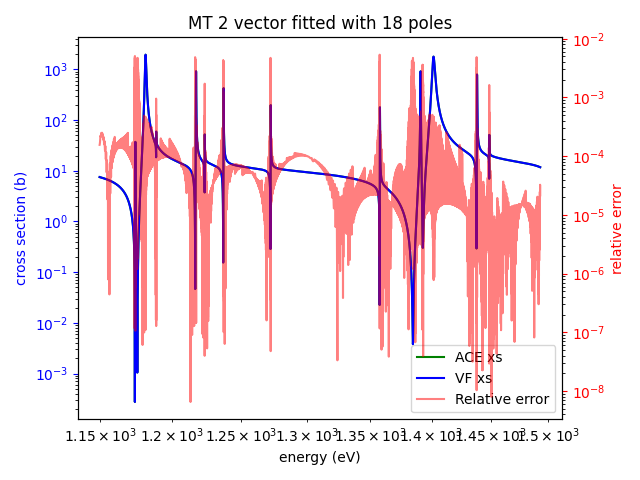 MT 2 vector fitted with 18 poles
cross section (b)
10³
10²
10¹
10⁰
10⁻¹
10⁻²
10⁻³
10⁻²
10⁻³
10⁻⁴
10⁻⁵
10⁻⁶
10⁻⁷
10⁻⁸
relative error
ACE xs
VF xs
Relative error
1.15 × 10³ 1.2 × 10³ 1.25 × 10³ 1.3 × 10³ 1.35 × 10³ 1.4 × 10³ 1.45 × 10³ 1.5 × 10³
energy (eV)